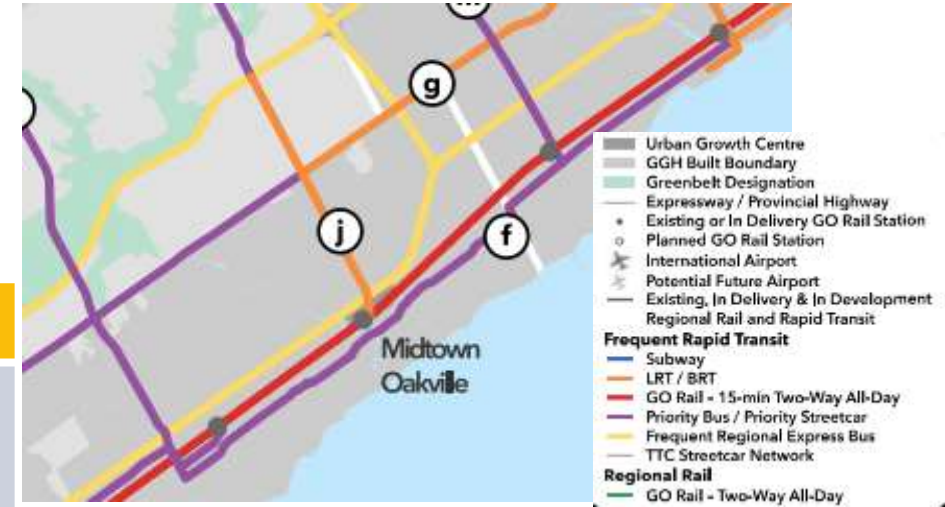 g
j
f
Midtown
Oakville
Urban Growth Centre
GGH Built Boundary
Greenbelt Designation
Expressway / Provincial Highway
Existing or In Delivery GO Rail Station
Planned GO Rail Station
International Airport
Potential Future Airport
Existing, In Delivery & In Development
Regional Rail and Rapid Transit
Frequent Rapid Transit
Subway
LRT / BRT
GO Rail - 15-min Two-Way All-Day
Priority Bus / Priority Streetcar
Frequent Regional Express Bus
TTC Streetcar Network
Regional Rail
GO Rail - Two-Way All-Day